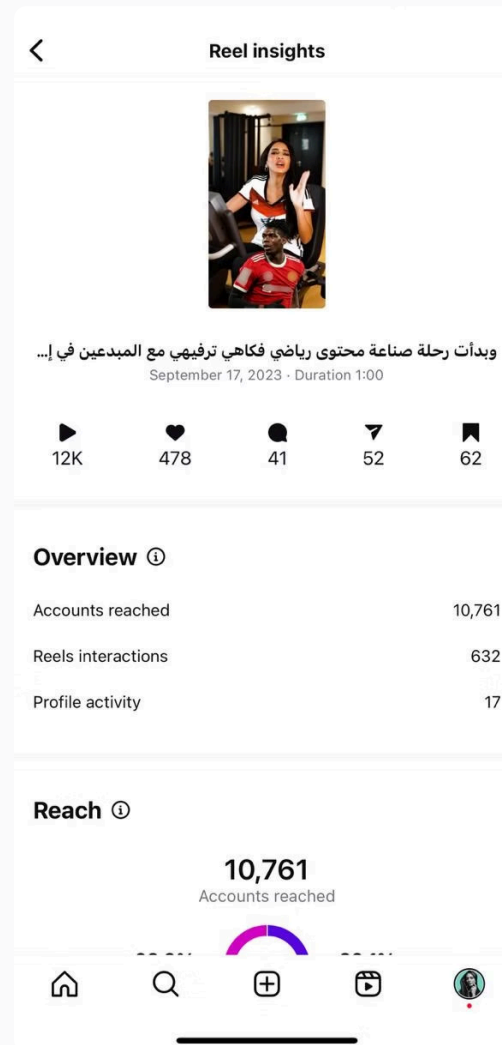 Reel insights
وبدأت رحلة صناعة محتوى رياضي فكاهي ترفيهي مع المبدعين في إ...
September 17, 2023 · Duration 1:00
12K 478 41 52 62
Overview
Accounts reached 10,761
Reels interactions 632
Profile activity 17
Reach
10,761
Accounts reached